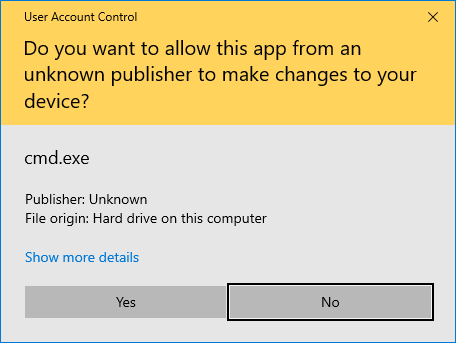 User Account Control
Do you want to allow this app from an
unknown publisher to make changes to your
device?
cmd.exe
Publisher: Unknown
File origin: Hard drive on this computer
Show more details
Yes
No